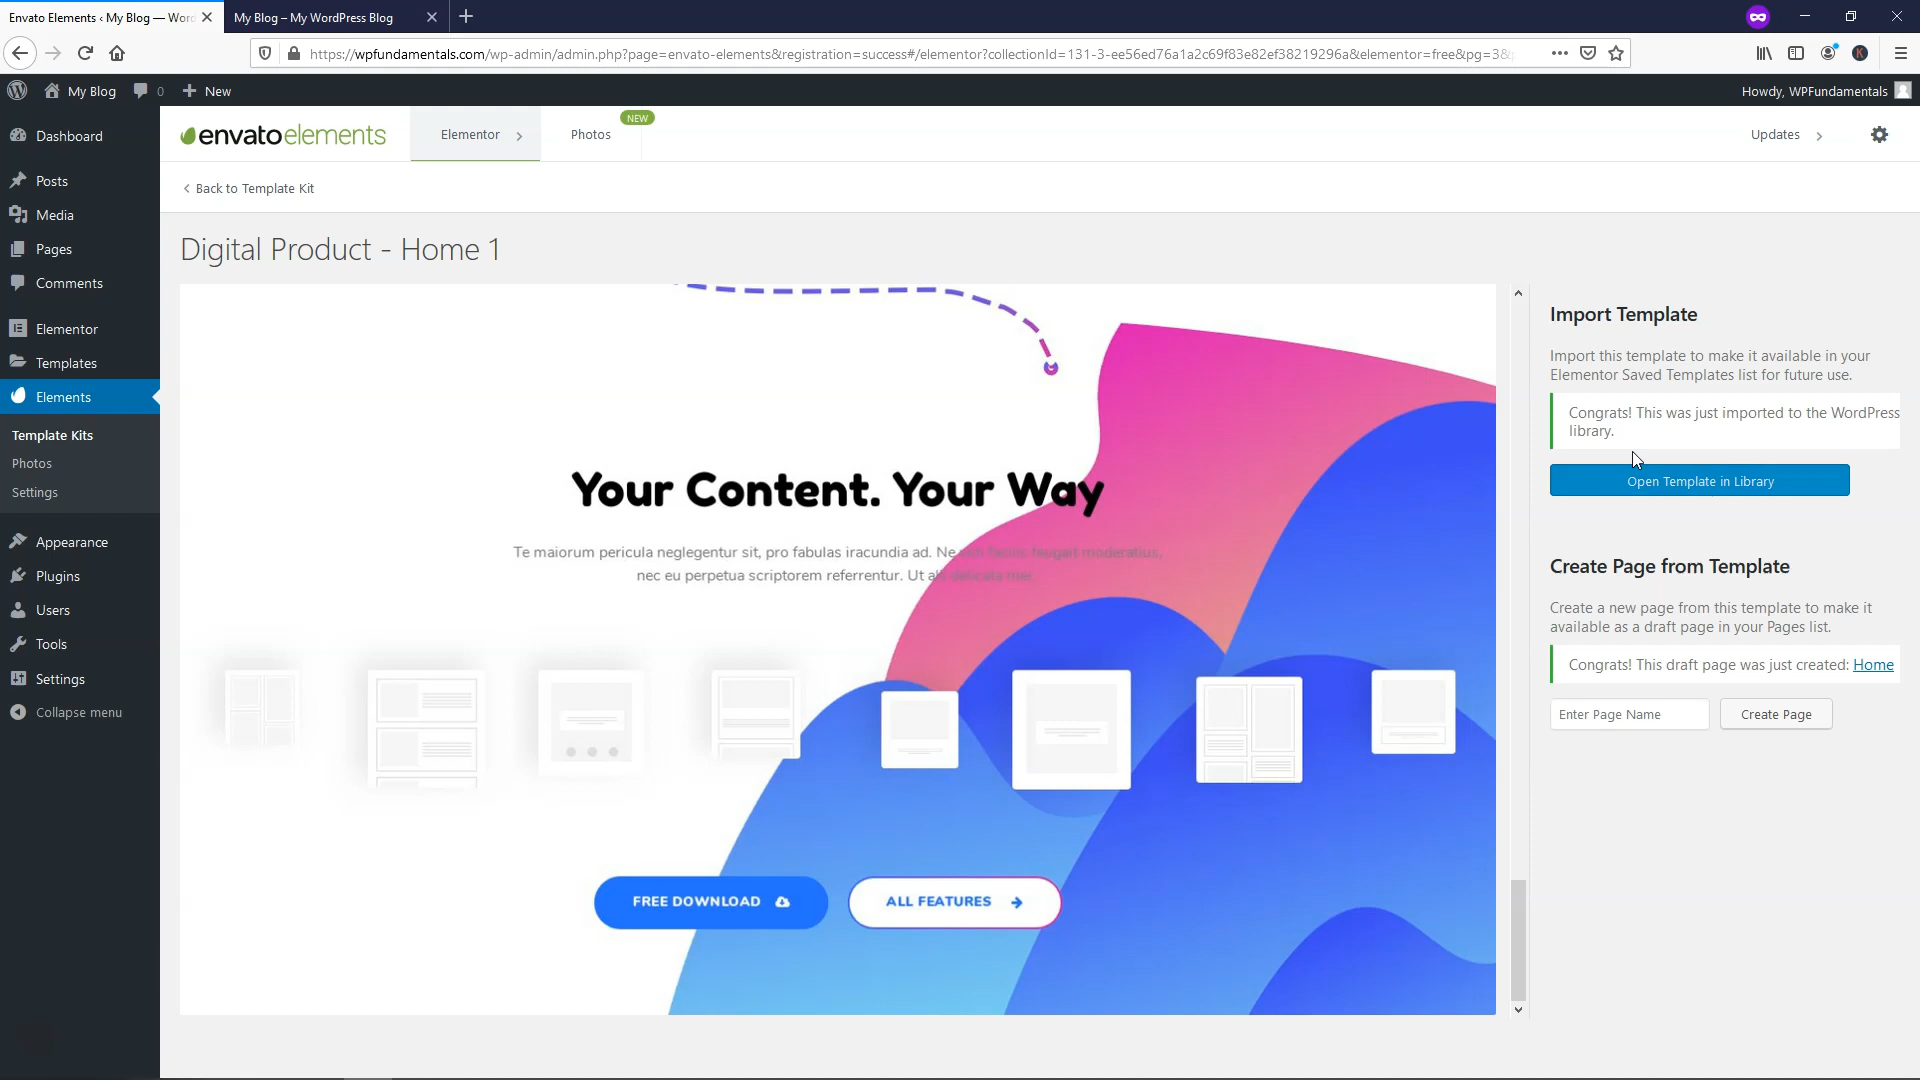 Envato Elements ‹ My Blog — Wor
My Blog – My WordPress Blog
https://wpfundamentals.com/wp-admin/admin.php?page=envato-elements&registration=success#/elementor?collectionId=131-3-ee56ed76a1a2c69f83e82ef38219296a&elementor=free&pg=3&
My Blog
0
New
Howdy, WPFundamentals
Dashboard
Posts
Media
Pages
Comments
Elementor
Templates
Elements
Template Kits
Photos
Settings
Appearance
Plugins
Users
Tools
Settings
Collapse menu
envatoelements
Elementor
Photos
NEW
Updates
Back to Template Kit
Digital Product - Home 1
Your Content. Your Way
Te maiorum pericula neglegentur sit, pro fabulas iracundia ad. Ne facilis feugait moderatius,
nec eu perpetua scriptorem referrentur. Ut delicata mei
FREE DOWNLOAD
ALL FEATURES
Import Template
Import this template to make it available in your
Elementor Saved Templates list for future use.
Congrats! This was just imported to the WordPress
library.
Open Template in Library
Create Page from Template
Create a new page from this template to make it
available as a draft page in your Pages list.
Congrats! This draft page was just created: Home
Enter Page Name
Create Page